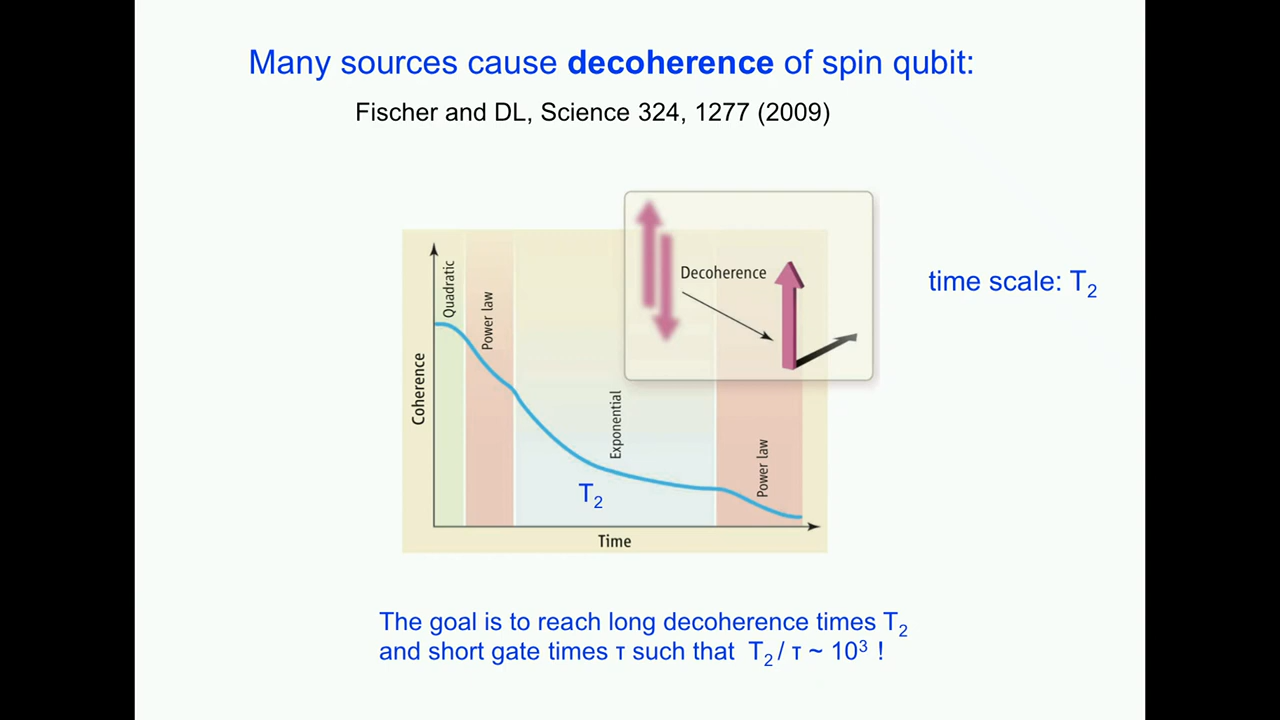 Many sources cause decoherence of spin qubit:
Fischer and DL, Science 324, 1277 (2009)
Quadratic
Power law
Decoherence
time scale: T₂
Coherence
Exponential
Power law
T₂
Time
The goal is to reach long decoherence times T₂
and short gate times τ such that T₂ / τ ~ 10³ !